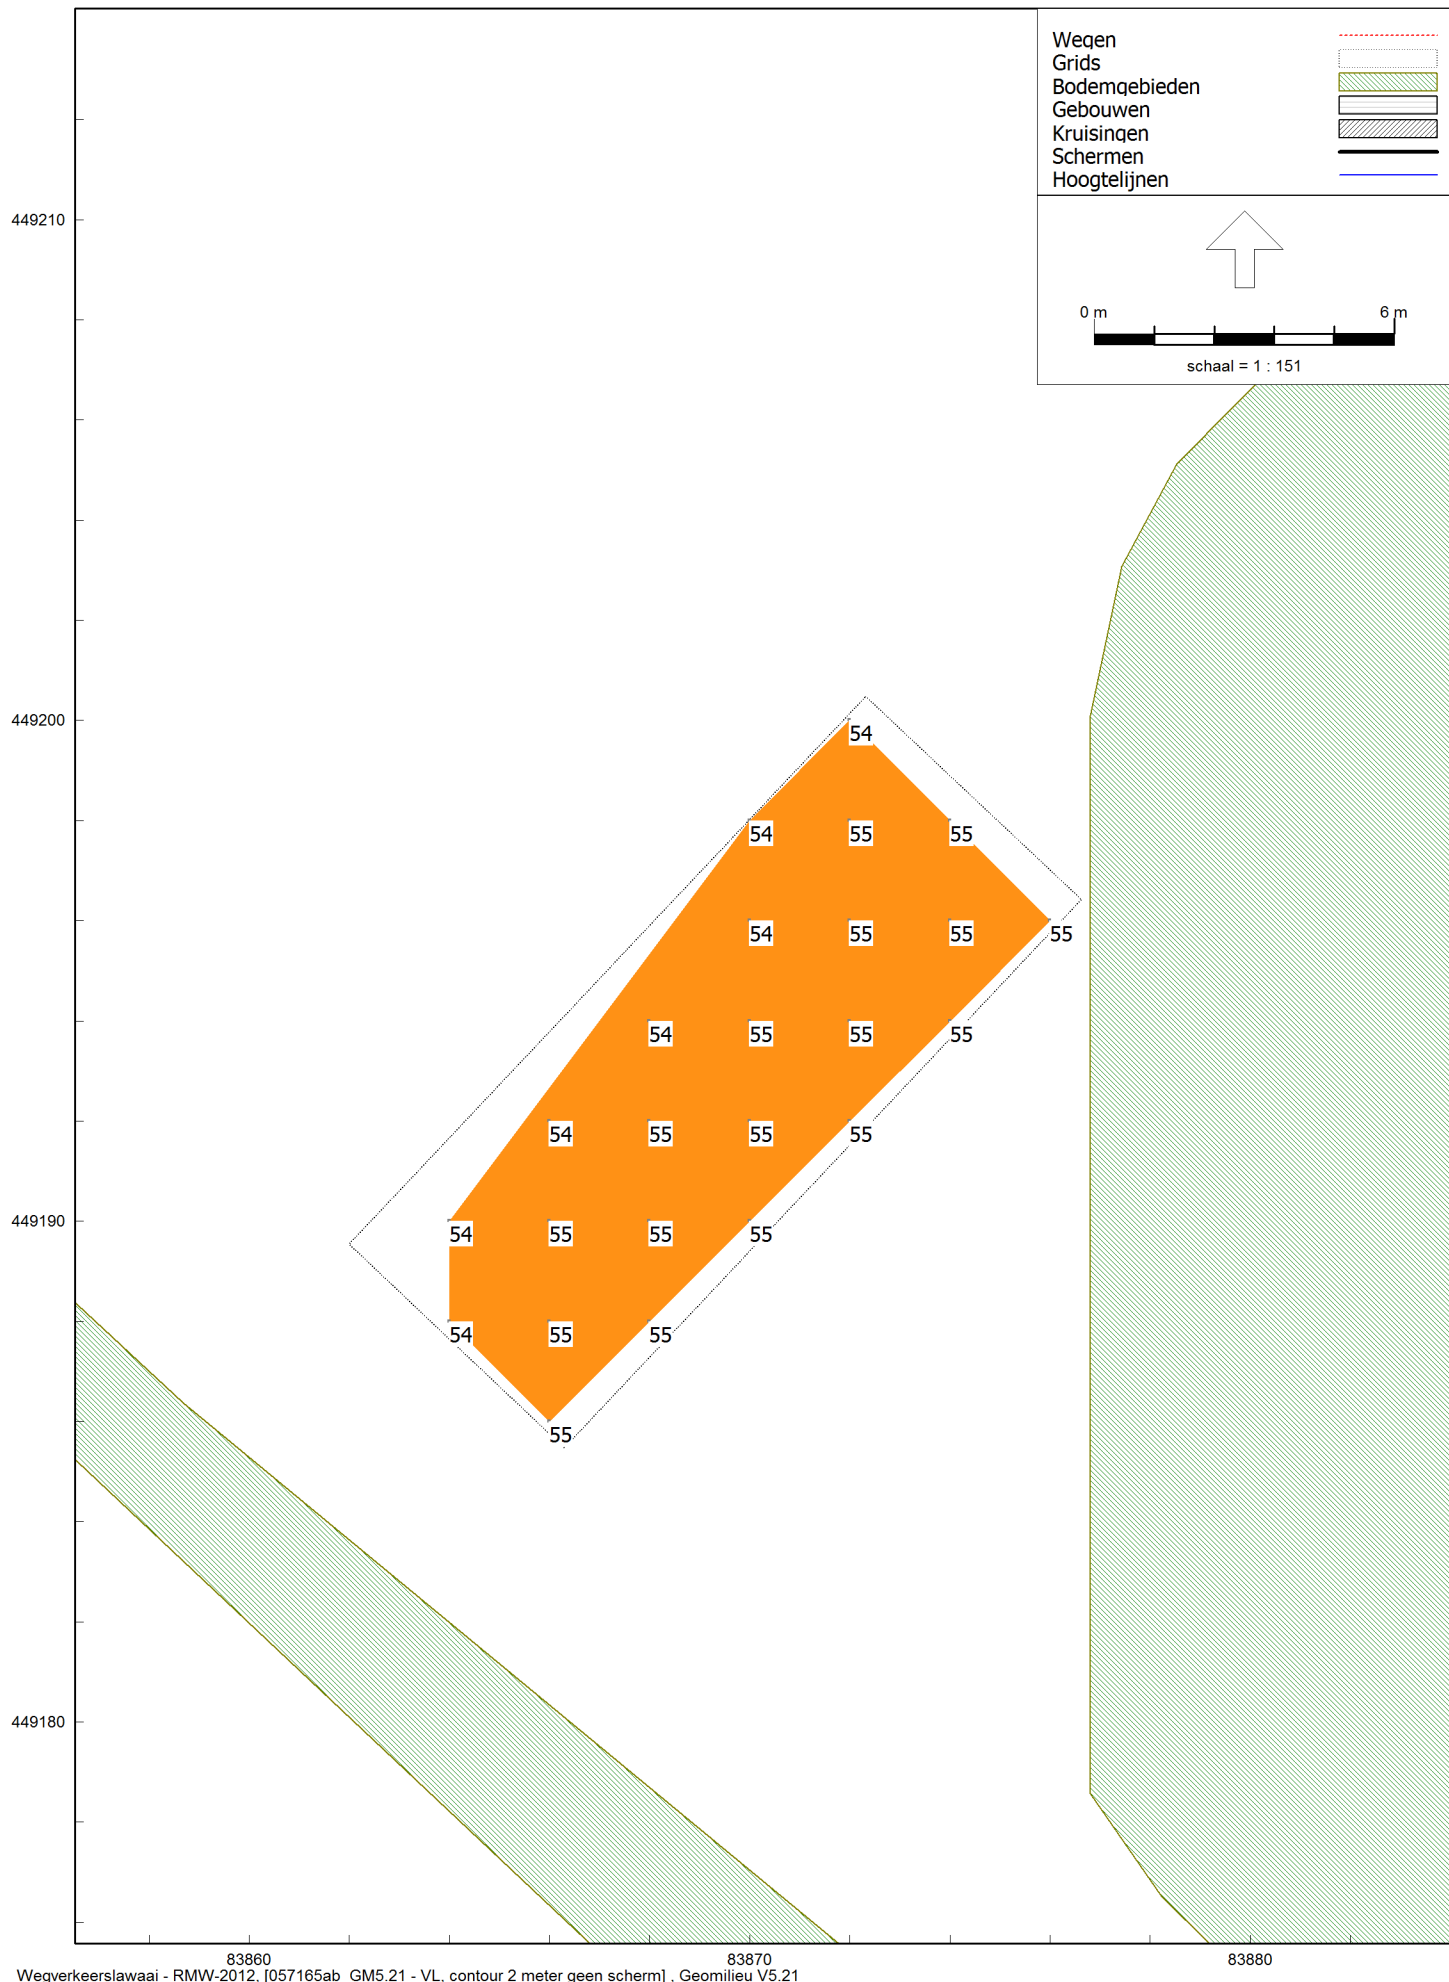 Wegen
Grids
Bodemgebieden
Gebouwen
Kruisingen
Schermen
Hoogtelijnen
0 m 6 m
schaal = 1 : 151
449210
449200
54
54 55 55
54 55 55 55
54 55 55 55
54 55 55 55
449190
54 55 55 55
54 55 55
55
449180
83860 83870 83880
Wegverkeerslawaai - RMW-2012, [057165ab_GM5.21 - VL, contour 2 meter geen scherm] , Geomilieu V5.21